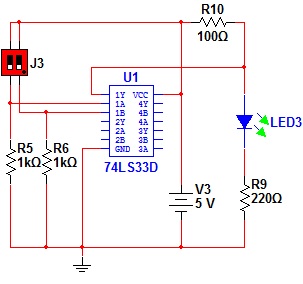 R10
100Ω
J3
U1
1Y VCC
1A 4Y
1B 4B
2Y 4A
2A 3Y
2B 3B
GND 3A
74LS33D
LED3
R5
1kΩ
R6
1kΩ
V3
5 V
R9
220Ω